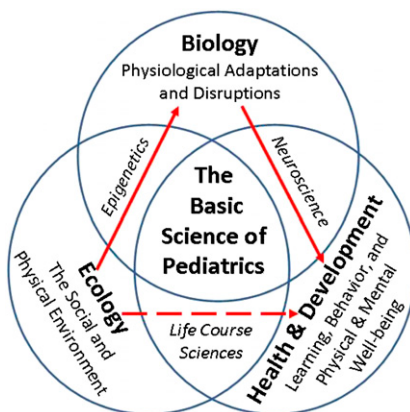 Biology
Physiological Adaptations
and Disruptions
Epigenetics
Neuroscience
The
Basic
Science of
Pediatrics
Ecology
The Social and
Physical Environment
Life Course
Sciences
Health & Development
Learning, Behavior, and
Physical & Mental
Well-being